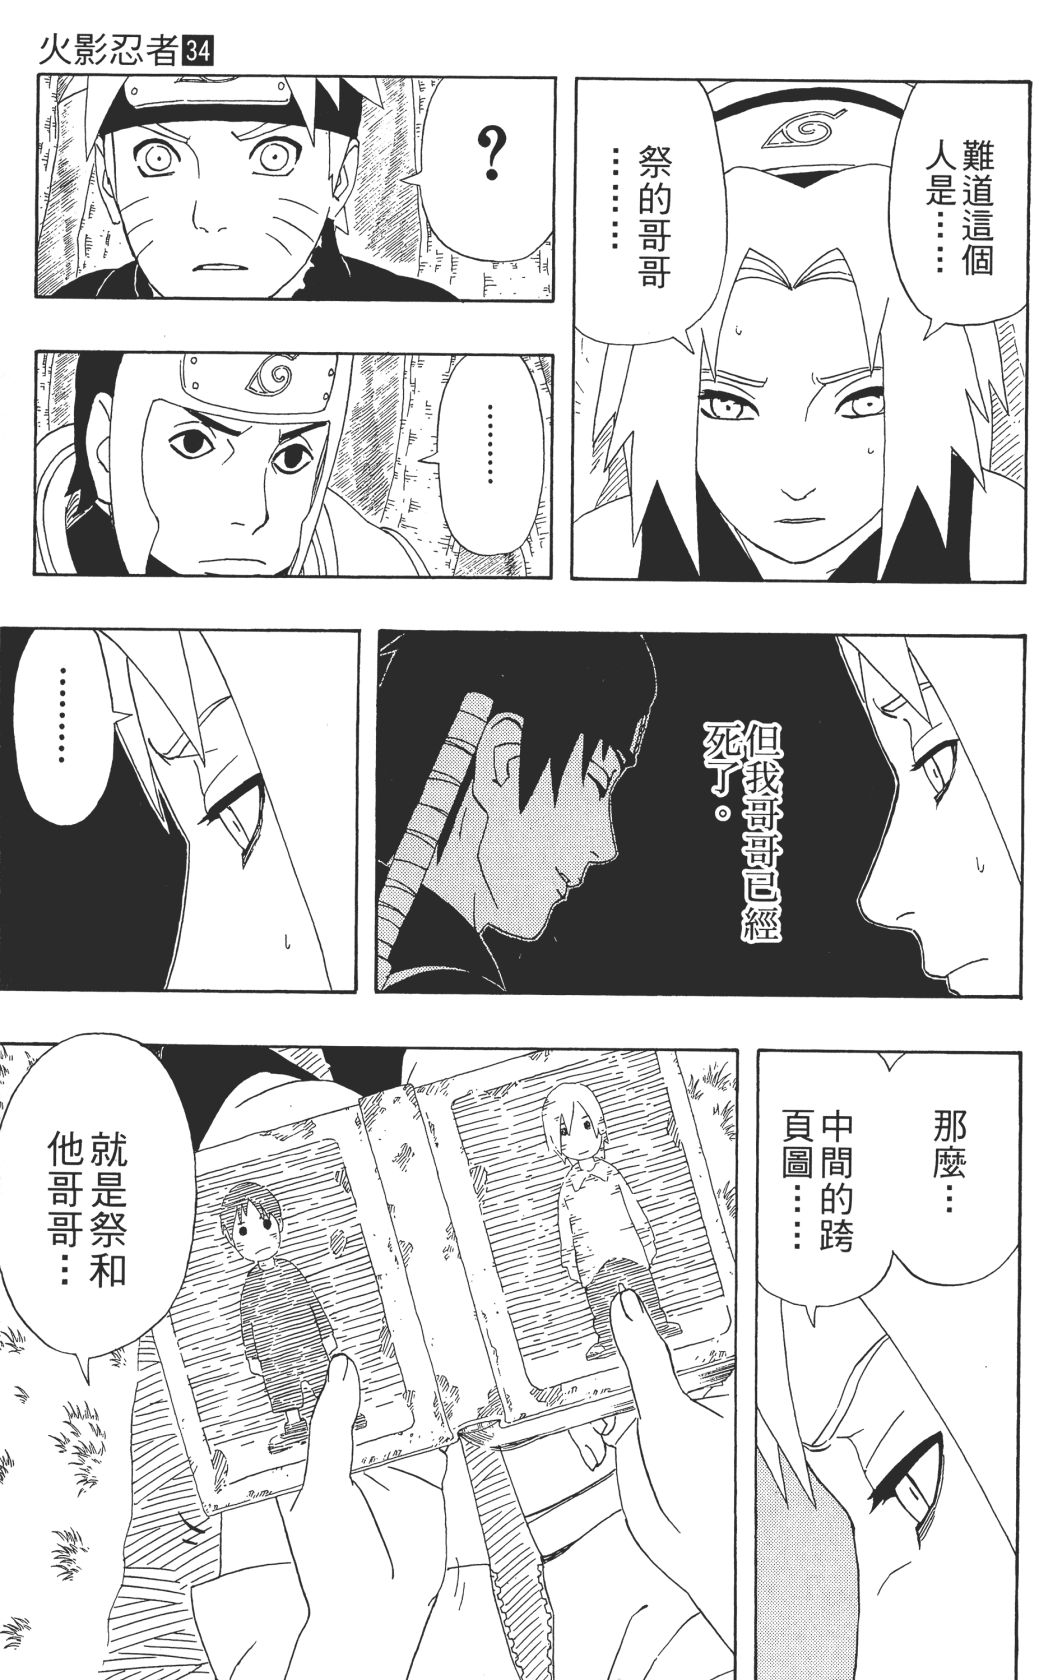 火影忍者34
難道這個
人是……
祭的哥哥
………
？
………
但我哥哥已經
死了。
………
那麼…
中間的跨
頁圖……
就是祭和
他哥哥…